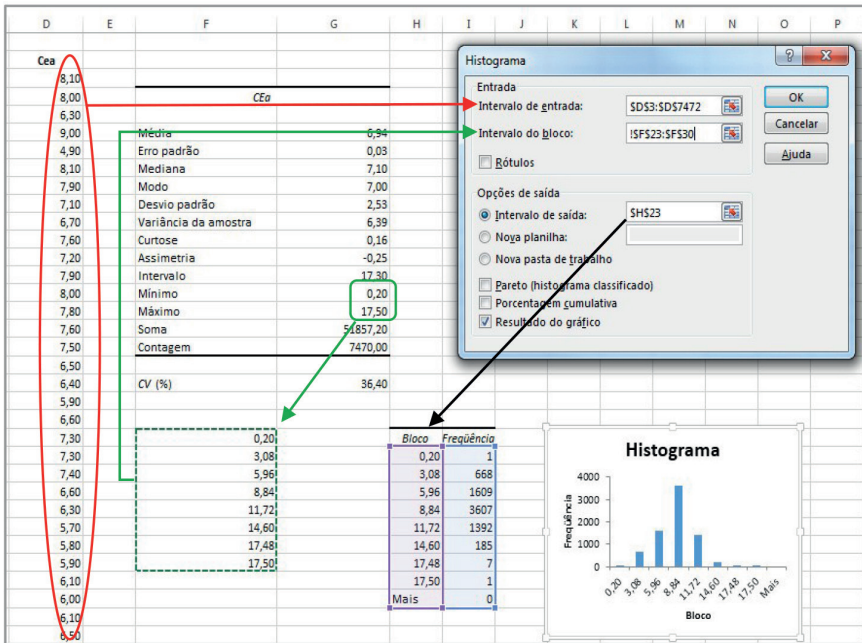 D E F G H I J K L M N O P
Cea
8,10
8,00
6,30
9,00
4,90
8,10
7,90
7,10
6,70
7,60
7,20
7,90
8,00
7,80
7,60
7,50
6,50
6,40
5,90
6,60
7,30
7,30
7,40
6,60
6,30
5,70
5,80
5,90
6,10
6,00
6,10
6,50
CEa
Média 6,94
Erro padrão 0,03
Mediana 7,10
Modo 7,00
Desvio padrão 2,53
Variância da amostra 6,39
Curtose 0,16
Assimetria -0,25
Intervalo 17,30
Mínimo 0,20
Máximo 17,50
Soma 51857,20
Contagem 7470,00
CV (%) 36,40
0,20
3,08
5,96
8,84
11,72
14,60
17,48
17,50
Histograma
Entrada
Intervalo de entrada: $D$3:$D$7472
Intervalo do bloco: !$F$23:$F$30
Rótulos
OK
Cancelar
Ajuda
Opções de saída
Intervalo de saída: $H$23
Nova planilha:
Nova pasta de trabalho
Pareto (histograma classificado)
Porcentagem cumulativa
Resultado do gráfico
Bloco Freqüência
0,20 1
3,08 668
5,96 1609
8,84 3607
11,72 1392
14,60 185
17,48 7
17,50 1
Mais 0
Histograma
Freqüência
4000
3000
2000
1000
0
0,20 3,08 5,96 8,84 11,72 14,60 17,48 17,50 Mais
Bloco